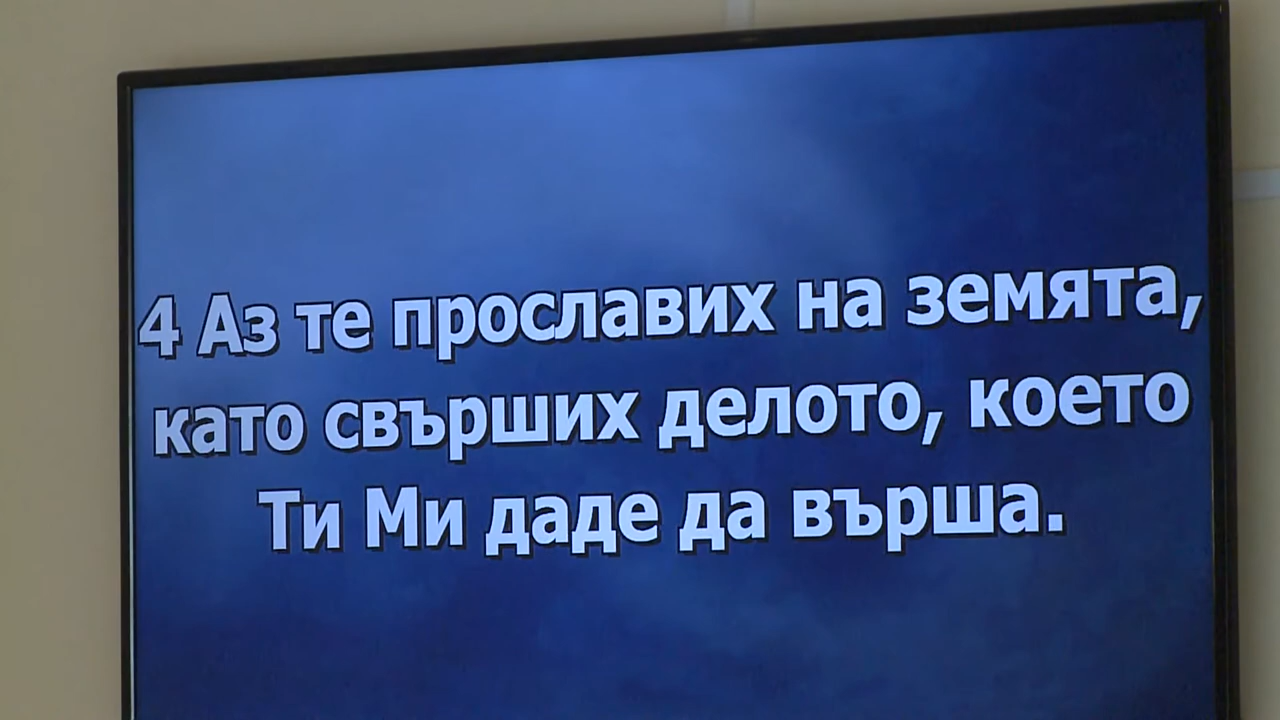 4 Аз те прославих на земята,
като свърших делото, което
Ти Ми даде да върша.